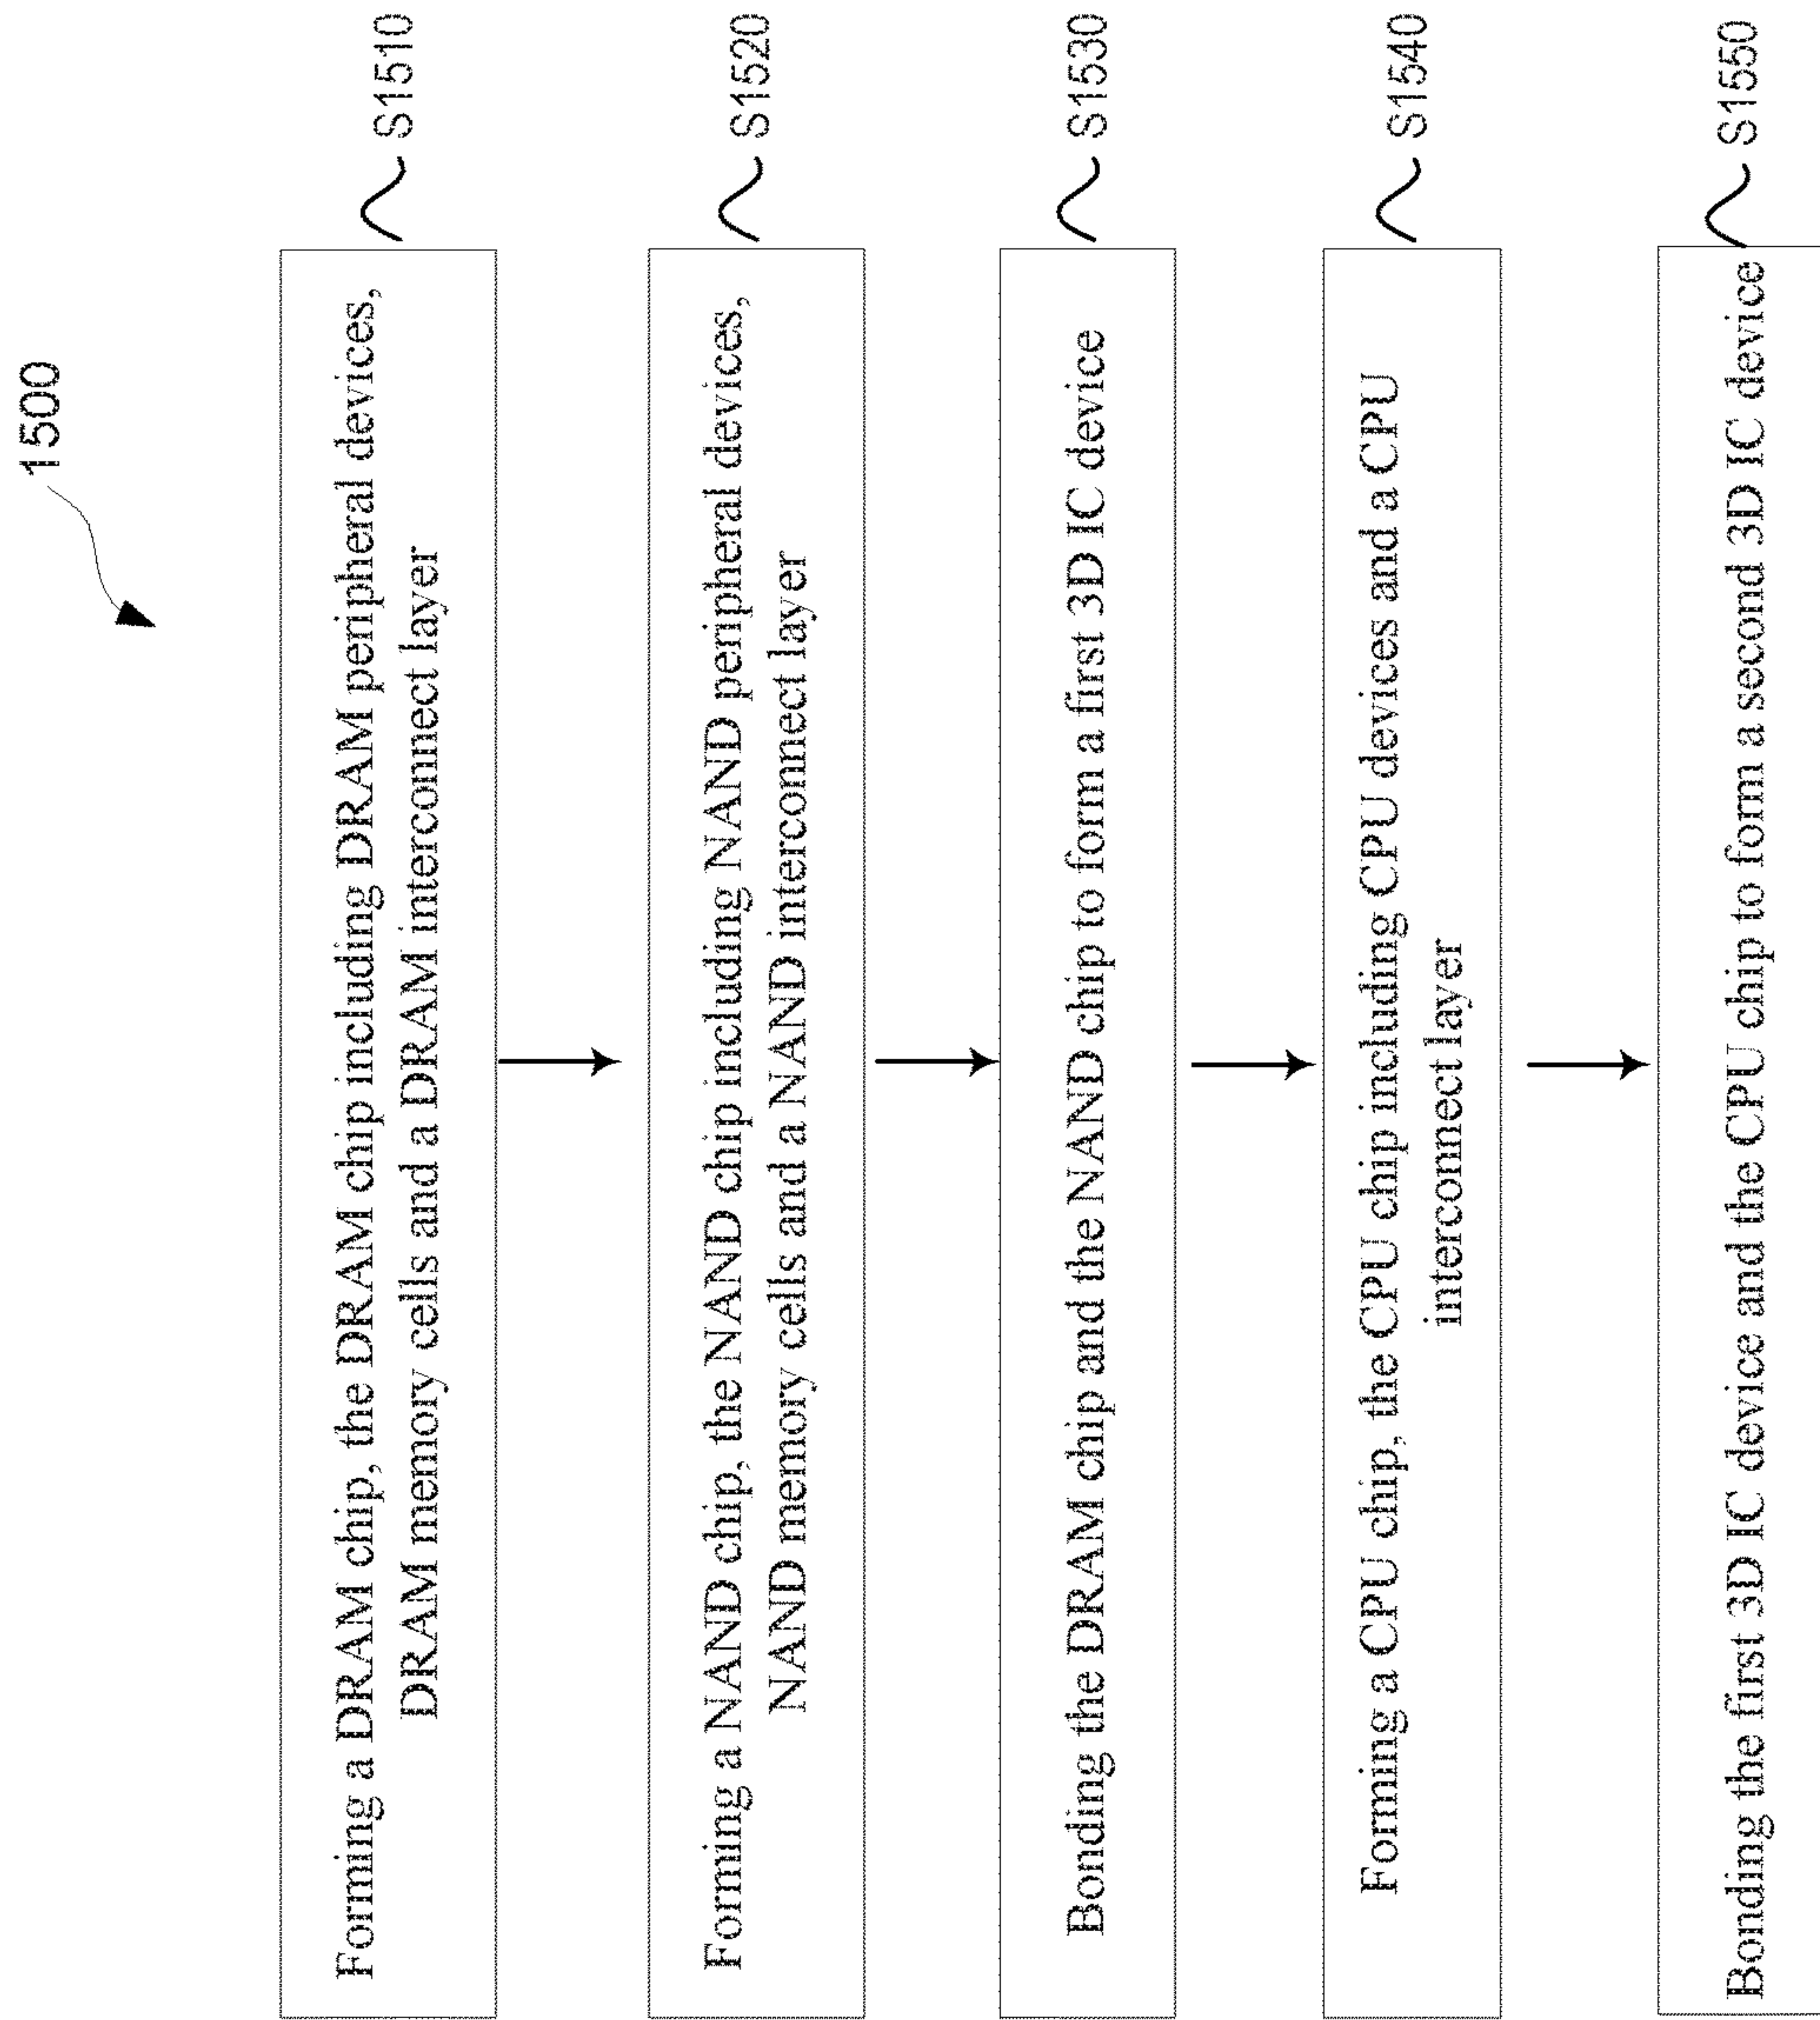 1500
Forming a DRAM chip, the DRAM chip including DRAM peripheral devices,
DRAM memory cells and a DRAM interconnect layer
S1510
Forming a NAND chip, the NAND chip including NAND peripheral devices,
NAND memory cells and a NAND interconnect layer
S1520
Bonding the DRAM chip and the NAND chip to form a first 3D IC device
S1530
Forming a CPU chip, the CPU chip including CPU devices and a CPU
interconnect layer
S1540
Bonding the first 3D IC device and the CPU chip to form a second 3D IC device
S1550